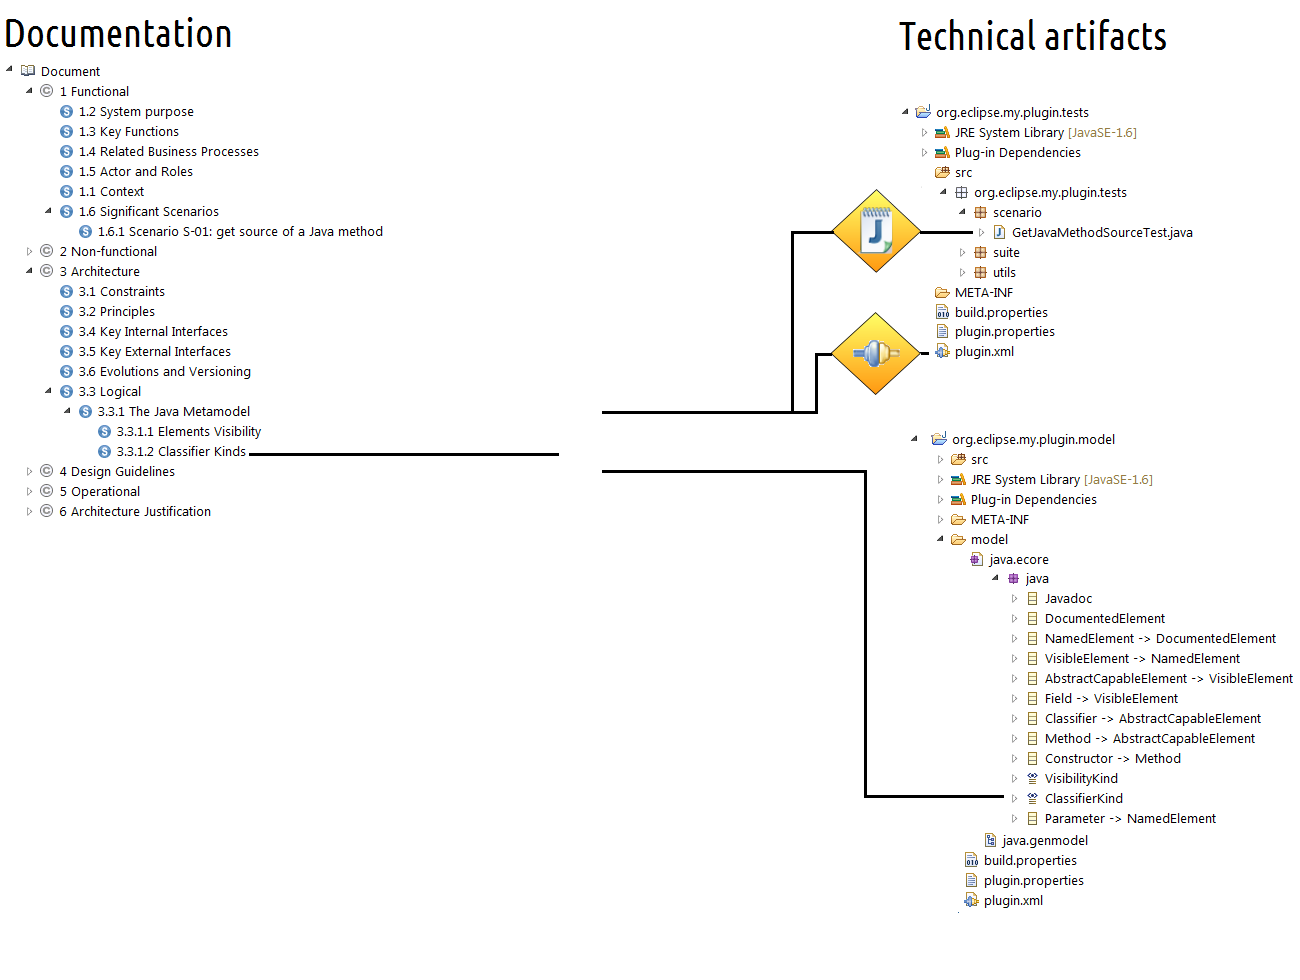 Documentation
Document
1 Functional
1.2 System purpose
1.3 Key Functions
1.4 Related Business Processes
1.5 Actor and Roles
1.1 Context
1.6 Significant Scenarios
1.6.1 Scenario S-01: get source of a Java method
2 Non-functional
3 Architecture
3.1 Constraints
3.2 Principles
3.4 Key Internal Interfaces
3.5 Key External Interfaces
3.6 Evolutions and Versioning
3.3 Logical
3.3.1 The Java Metamodel
3.3.1.1 Elements Visibility
3.3.1.2 Classifier Kinds
4 Design Guidelines
5 Operational
6 Architecture Justification
Technical artifacts
org.eclipse.my.plugin.tests
JRE System Library [JavaSE-1.6]
Plug-in Dependencies
src
org.eclipse.my.plugin.tests
scenario
GetJavaMethodSourceTest.java
suite
utils
META-INF
build.properties
plugin.properties
plugin.xml
org.eclipse.my.plugin.model
src
JRE System Library [JavaSE-1.6]
Plug-in Dependencies
META-INF
model
java.ecore
java
Javadoc
DocumentedElement
NamedElement -> DocumentedElement
VisibleElement -> NamedElement
AbstractCapableElement -> VisibleElement
Field -> VisibleElement
Classifier -> AbstractCapableElement
Method -> AbstractCapableElement
Constructor -> Method
VisibilityKind
ClassifierKind
Parameter -> NamedElement
java.genmodel
build.properties
plugin.properties
plugin.xml